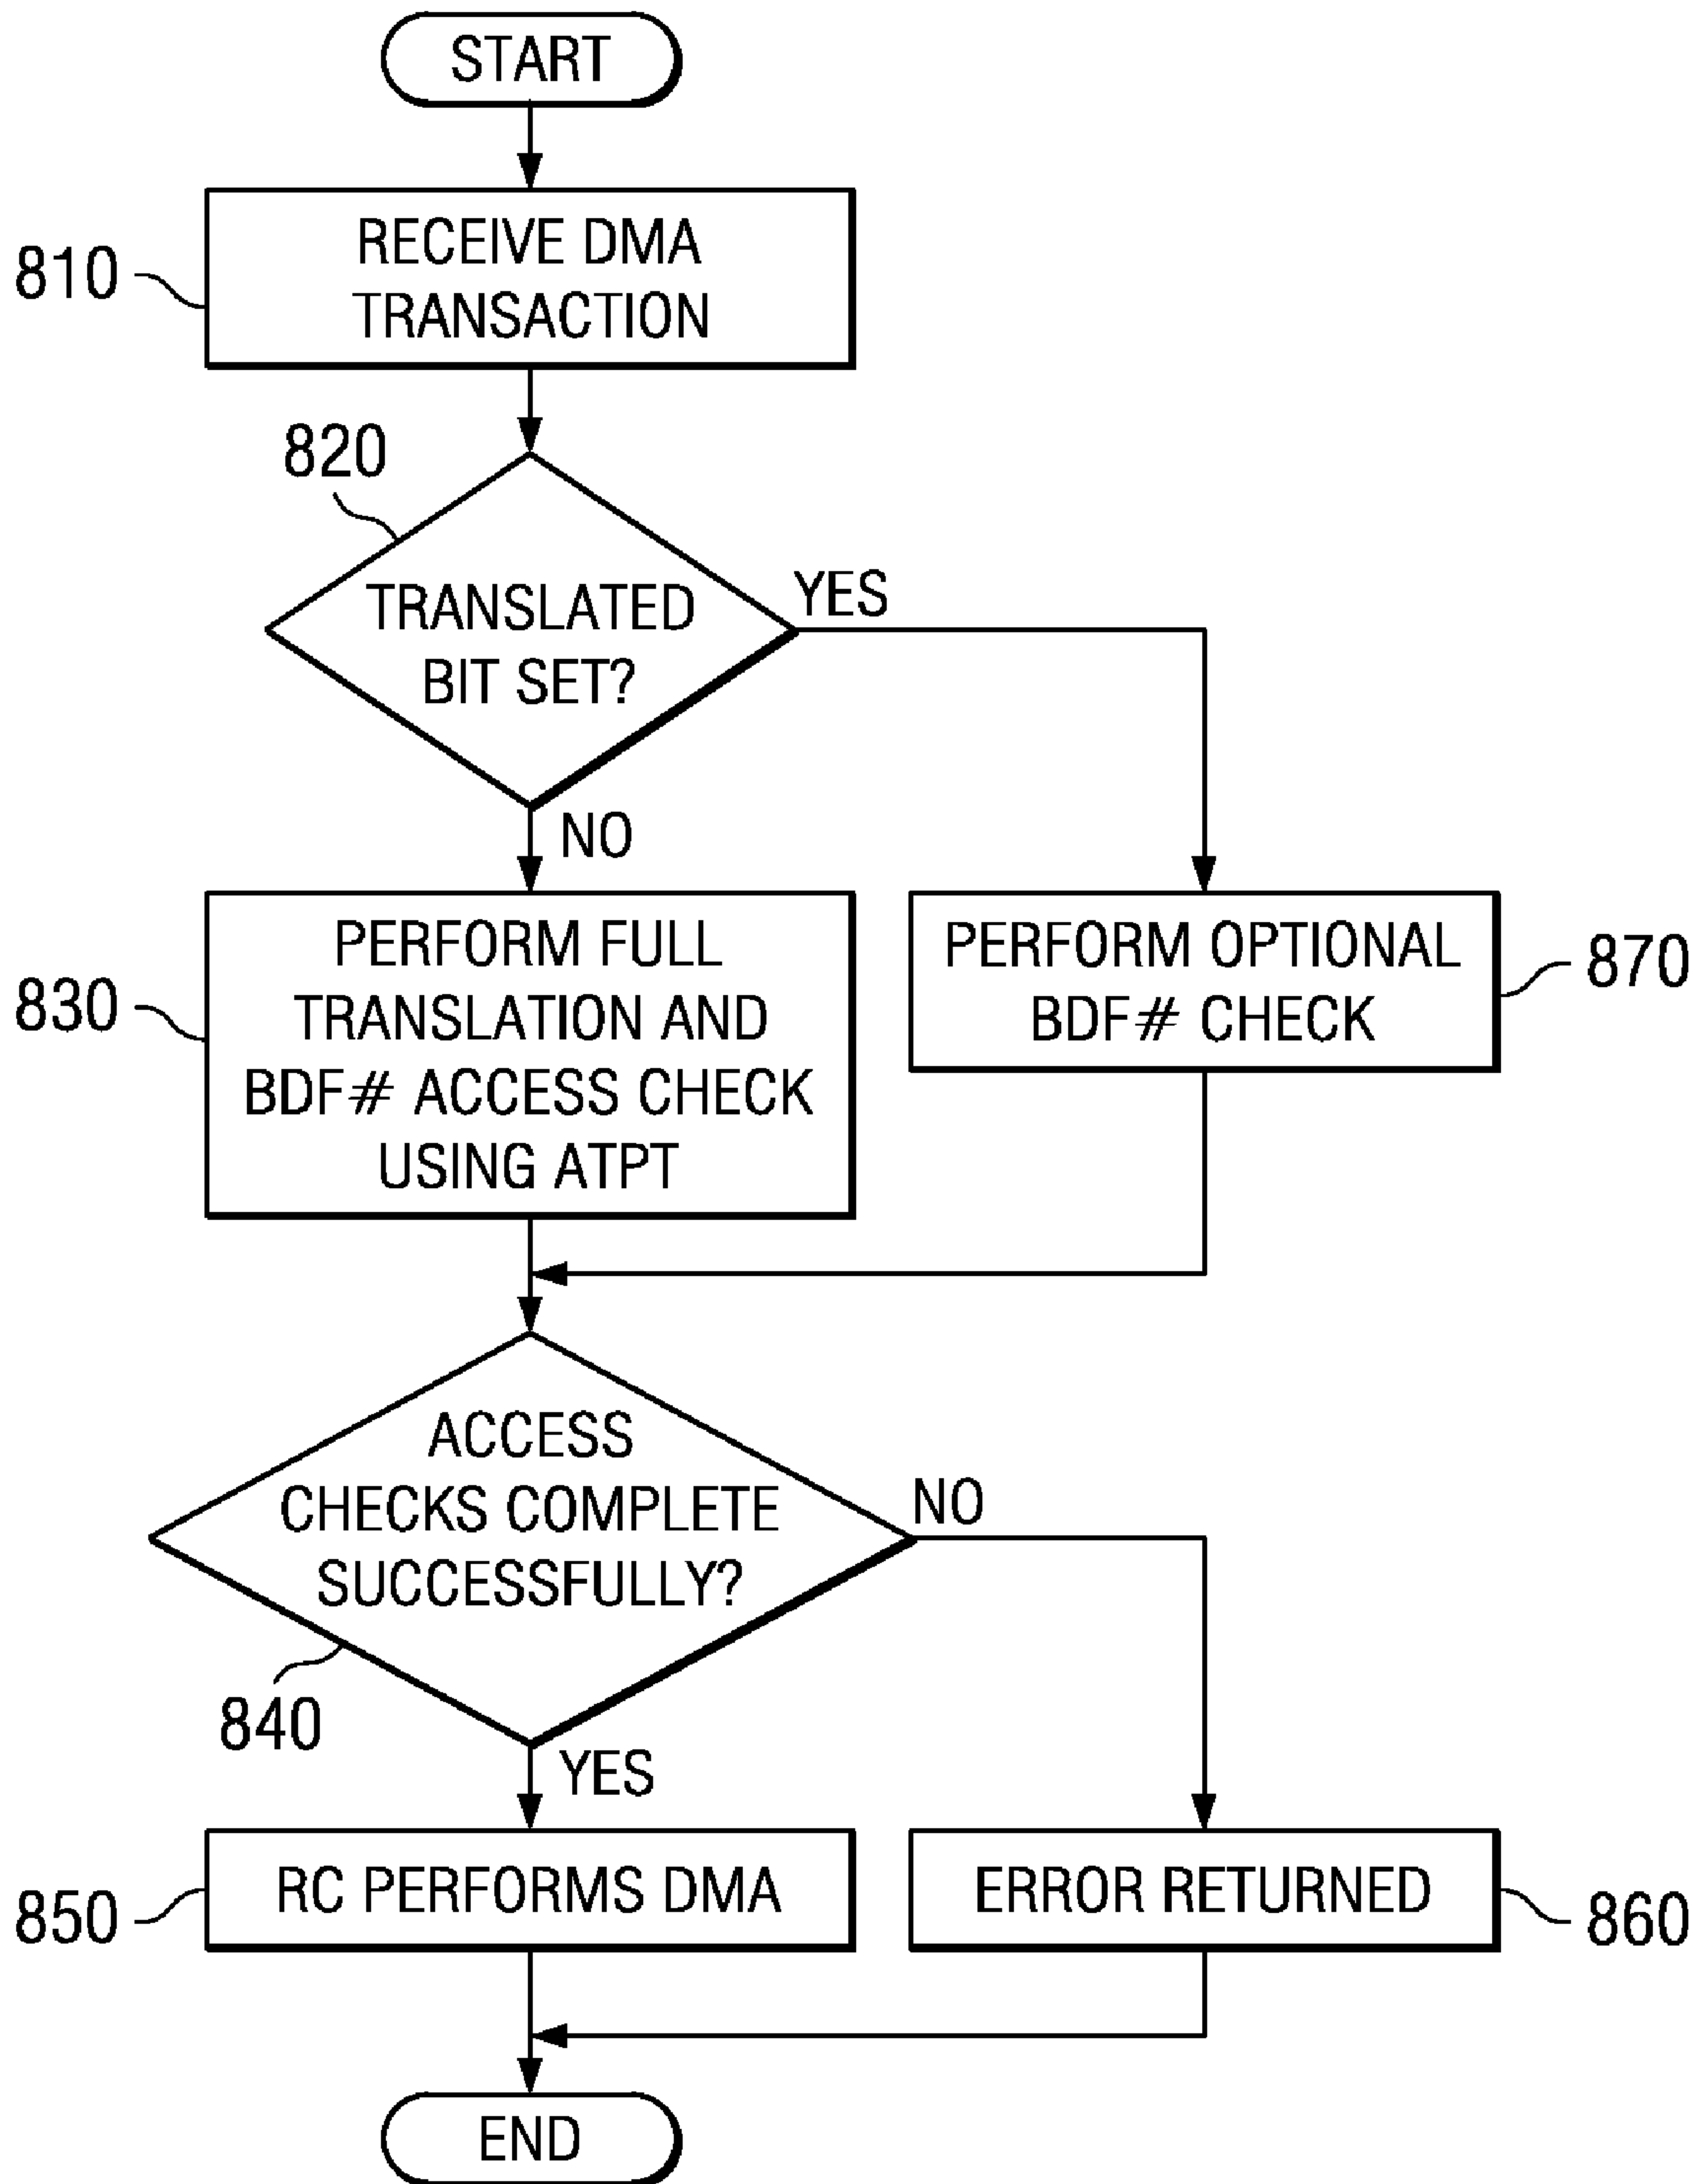 START
810
RECEIVE DMA
TRANSACTION
820
TRANSLATED
BIT SET?
YES
NO
830
PERFORM FULL
TRANSLATION AND
BDF# ACCESS CHECK
USING ATPT
PERFORM OPTIONAL
BDF# CHECK
870
ACCESS
CHECKS COMPLETE
SUCCESSFULLY?
NO
840
YES
850
RC PERFORMS DMA
ERROR RETURNED
860
END